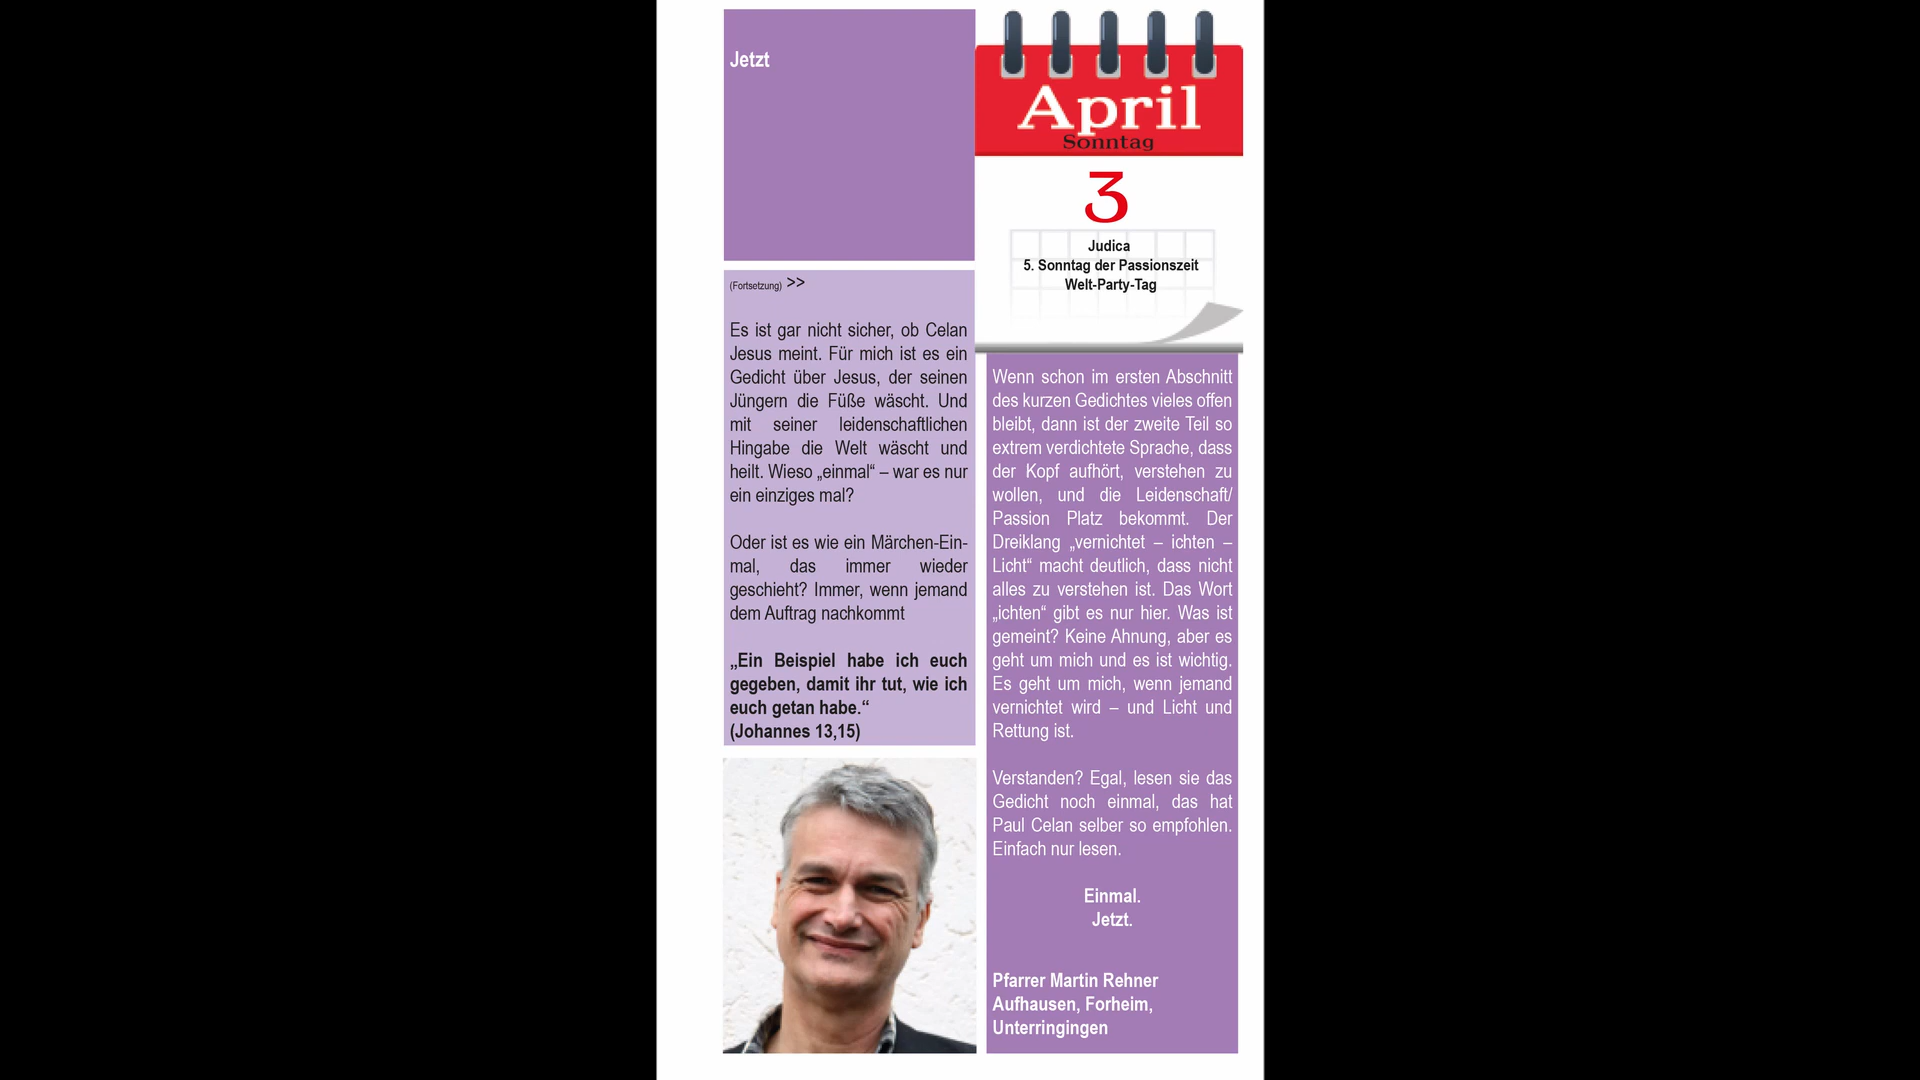 Jetzt
April
Sonntag
3
Judica
5. Sonntag der Passionszeit
Welt-Party-Tag
(Fortsetzung) >>
Es ist gar nicht sicher, ob Celan
Jesus meint. Für mich ist es ein
Gedicht über Jesus, der seinen
Jüngern die Füße wäscht. Und
mit seiner leidenschaftlichen
Hingabe die Welt wäscht und
heilt. Wieso „einmal“ – war es nur
ein einziges mal?
Oder ist es wie ein Märchen-Ein-
mal, das immer wieder
geschieht? Immer, wenn jemand
dem Auftrag nachkommt
„Ein Beispiel habe ich euch
gegeben, damit ihr tut, wie ich
euch getan habe.“
(Johannes 13,15)
Wenn schon im ersten Abschnitt
des kurzen Gedichtes vieles offen
bleibt, dann ist der zweite Teil so
extrem verdichtete Sprache, dass
der Kopf aufhört, verstehen zu
wollen, und die Leidenschaft/
Passion Platz bekommt. Der
Dreiklang „vernichtet – ichten –
Licht“ macht deutlich, dass nicht
alles zu verstehen ist. Das Wort
„ichten“ gibt es nur hier. Was ist
gemeint? Keine Ahnung, aber es
geht um mich und es ist wichtig.
Es geht um mich, wenn jemand
vernichtet wird – und Licht und
Rettung ist.
Verstanden? Egal, lesen sie das
Gedicht noch einmal, das hat
Paul Celan selber so empfohlen.
Einfach nur lesen.
Einmal.
Jetzt.
Pfarrer Martin Rehner
Aufhausen, Forheim,
Unterringingen